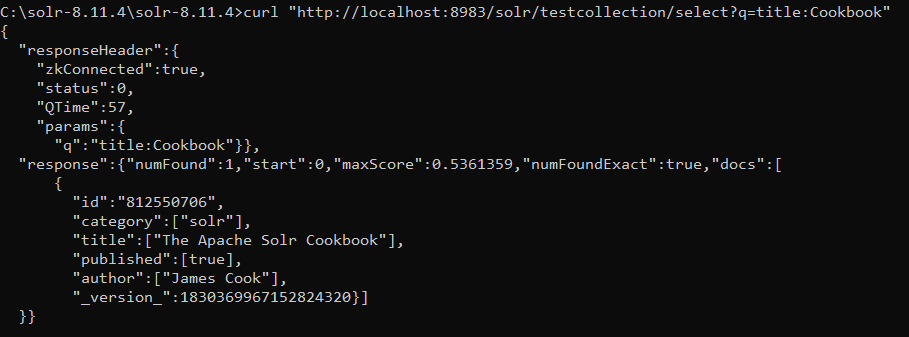 C:\solr-8.11.4\solr-8.11.4>curl "http://localhost:8983/solr/testcollection/select?q=title:Cookbook"
{
  "responseHeader":{
    "zkConnected":true,
    "status":0,
    "QTime":57,
    "params":{
      "q":"title:Cookbook"}},
  "response":{"numFound":1,"start":0,"maxScore":0.5361359,"numFoundExact":true,"docs":[
      {
        "id":"812550706",
        "category":["solr"],
        "title":["The Apache Solr Cookbook"],
        "published":[true],
        "author":["James Cook"],
        "_version_":1830369967152824320}]
  }}